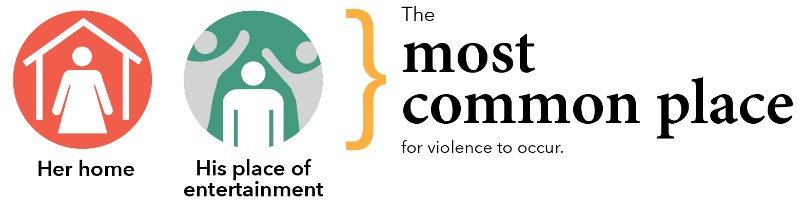 Her home
His place of
entertainment
The
most
common place
for violence to occur.